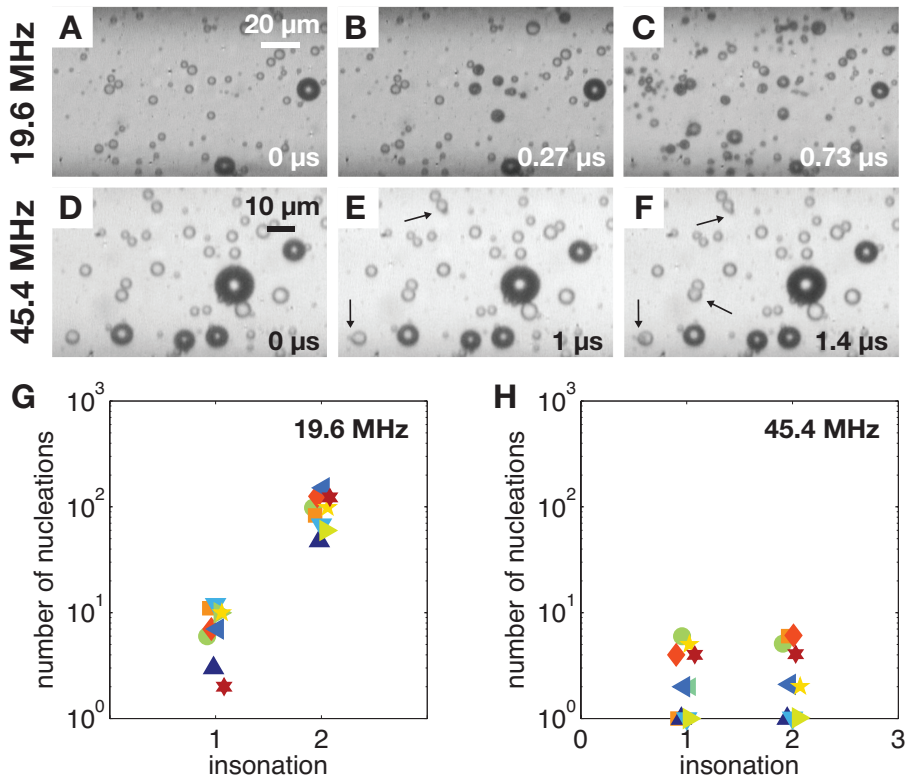 19.6 MHz
A
20 µm
0 µs
B
0.27 µs
C
0.73 µs
45.4 MHz
D
10 µm
0 µs
E
1 µs
F
1.4 µs
G
number of nucleations
10³
10²
10¹
10⁰
19.6 MHz
1
2
insonation
H
number of nucleations
10³
10²
10¹
10⁰
45.4 MHz
0
1
2
3
insonation